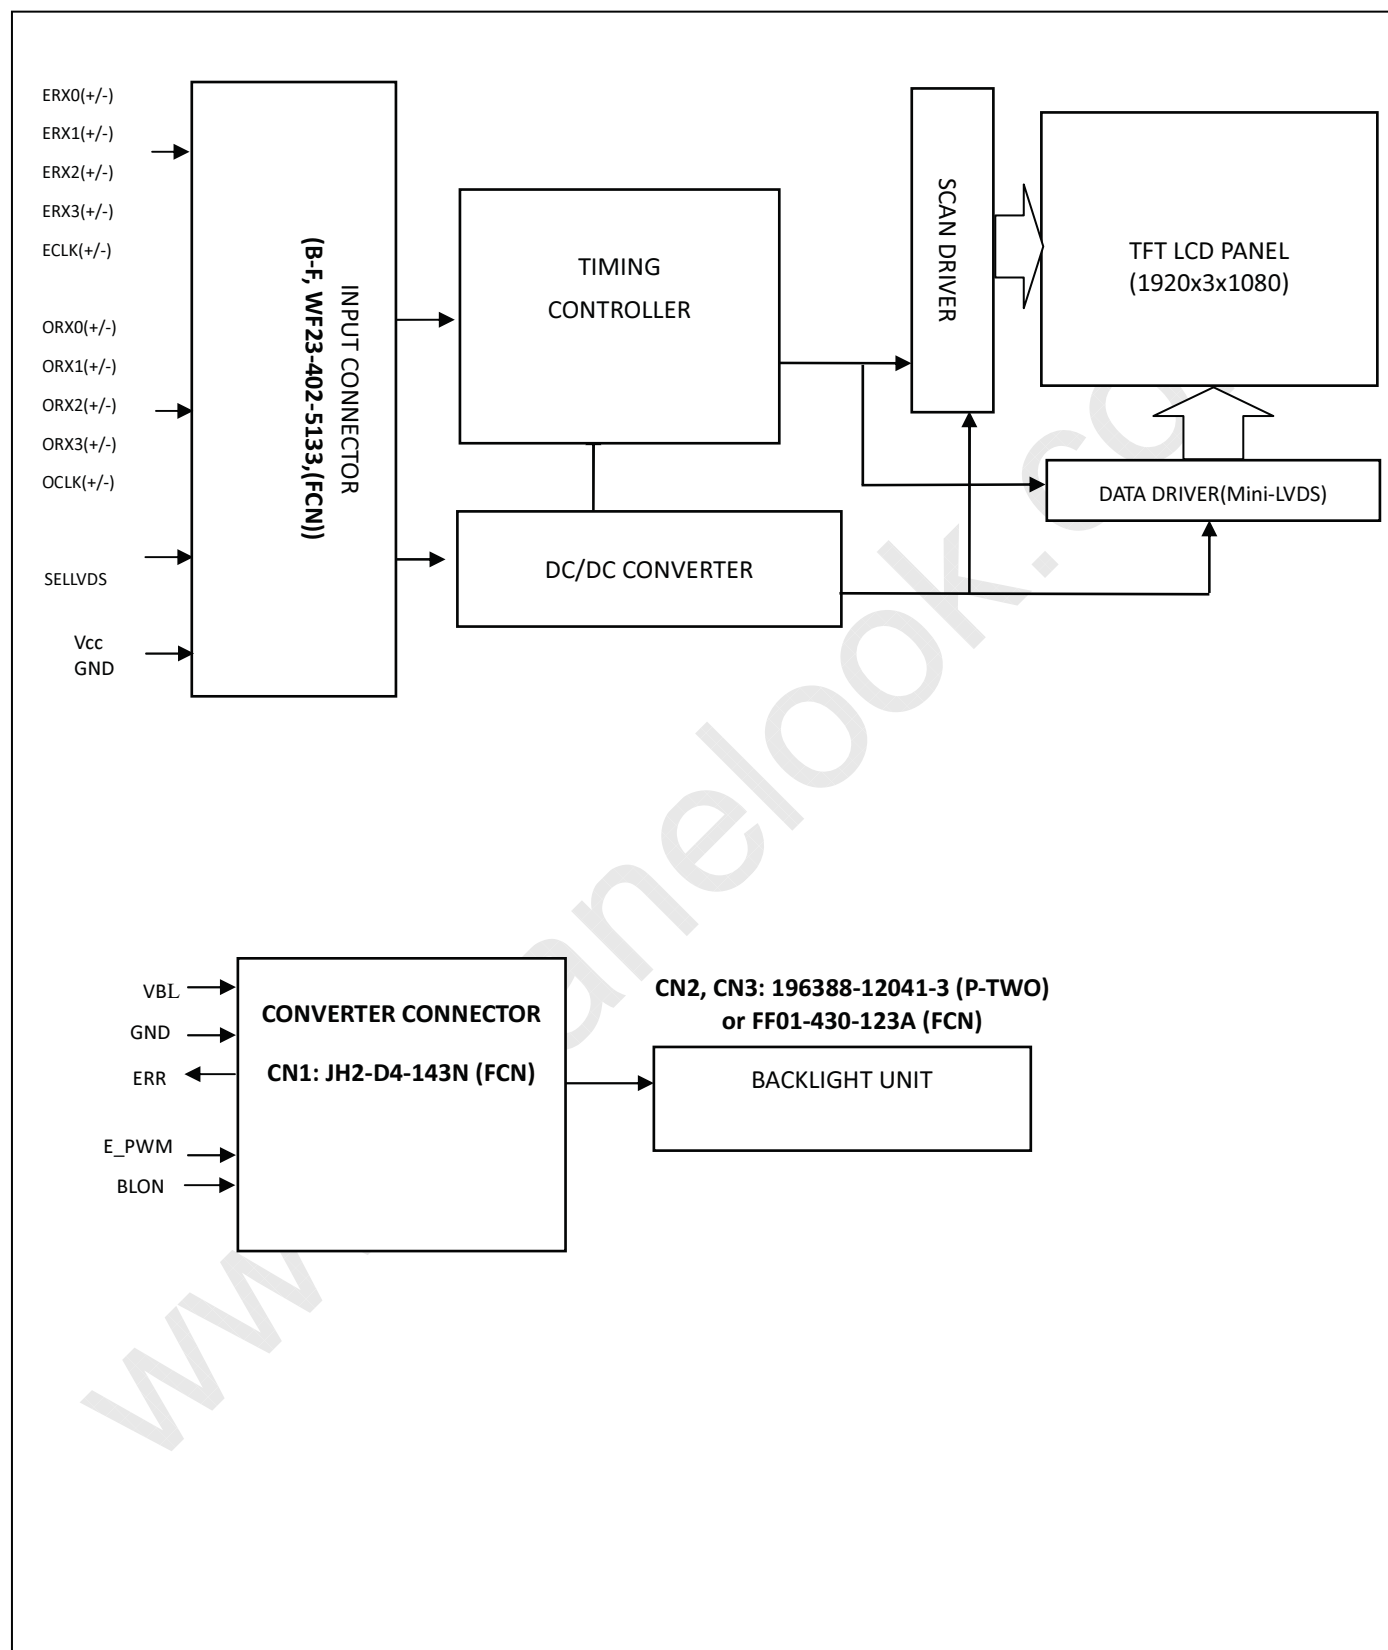 ERX0(+/-)
ERX1(+/-)
ERX2(+/-)
ERX3(+/-)
ECLK(+/-)
ORX0(+/-)
ORX1(+/-)
ORX2(+/-)
ORX3(+/-)
OCLK(+/-)
SELLVDS
Vcc
GND
INPUT CONNECTOR
(B-F, WF23-402-5133,(FCN))
TIMING
CONTROLLER
DC/DC CONVERTER
SCAN DRIVER
TFT LCD PANEL
(1920x3x1080)
DATA DRIVER(Mini-LVDS)
VBL
GND
ERR
E_PWM
BLON
CONVERTER CONNECTOR
CN1: JH2-D4-143N (FCN)
CN2, CN3: 196388-12041-3 (P-TWO)
or FF01-430-123A (FCN)
BACKLIGHT UNIT